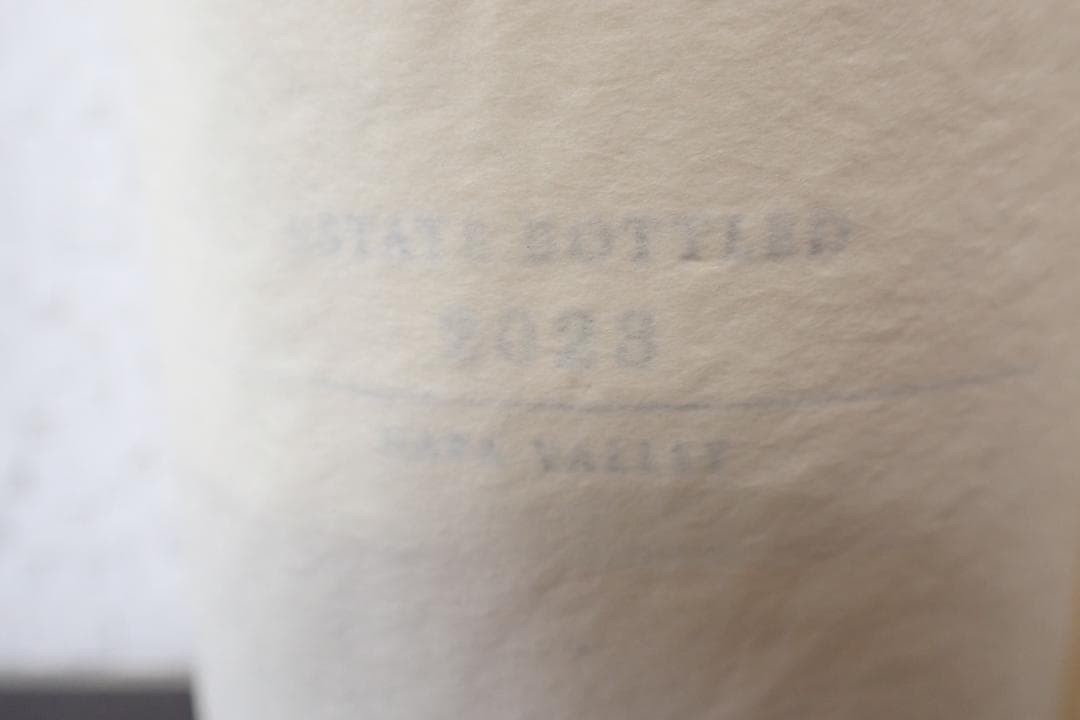 ESTATE BOTTLED
2023
NAPA VALLEY